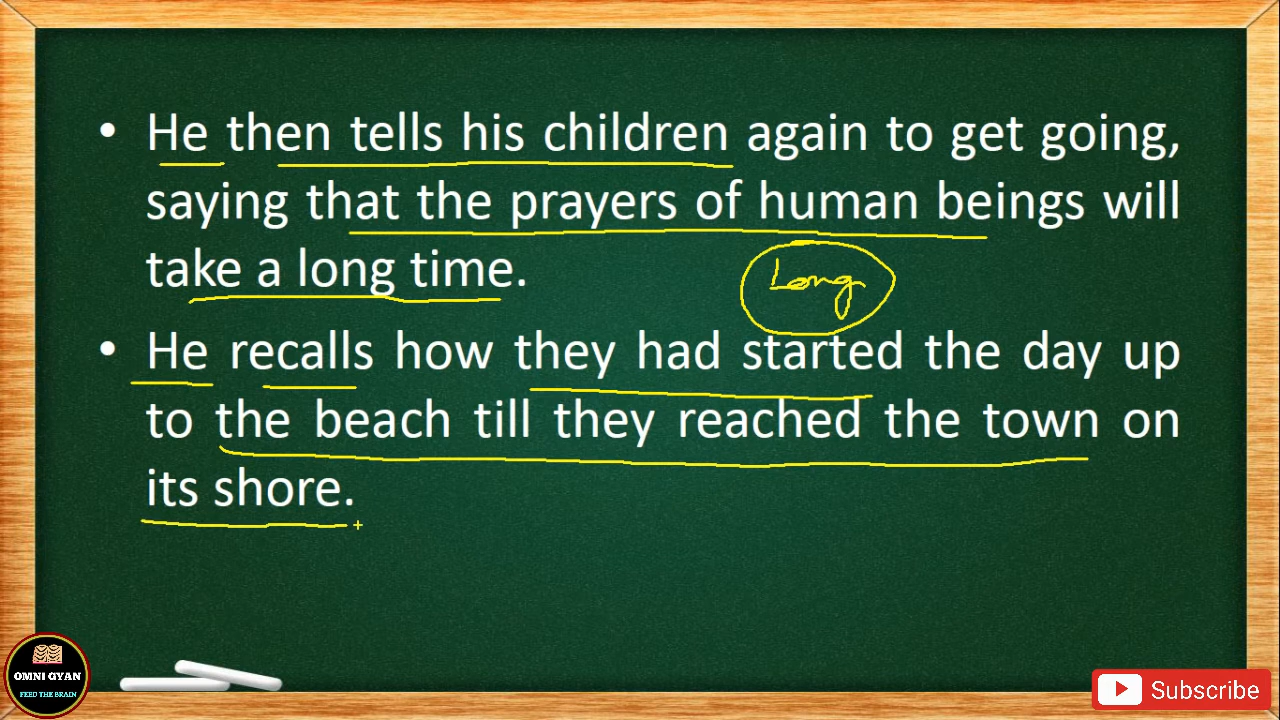 • He then tells his children again to get going,
saying that the prayers of human beings will
take a long time.
Long
• He recalls how they had started the day up
to the beach till they reached the town on
its shore.
OMNI GYAN
FEED THE BRAIN
Subscribe